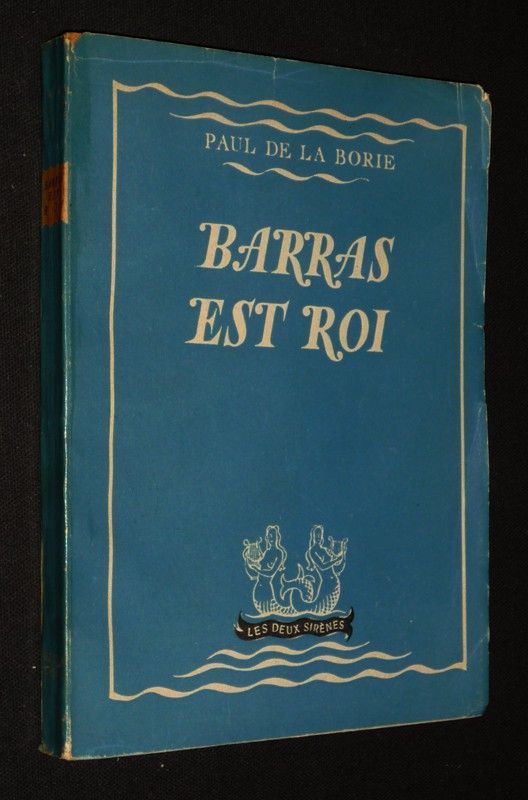 PAUL DE LA BORIE
BARRAS
EST ROI
LES DEUX SIRÈNES